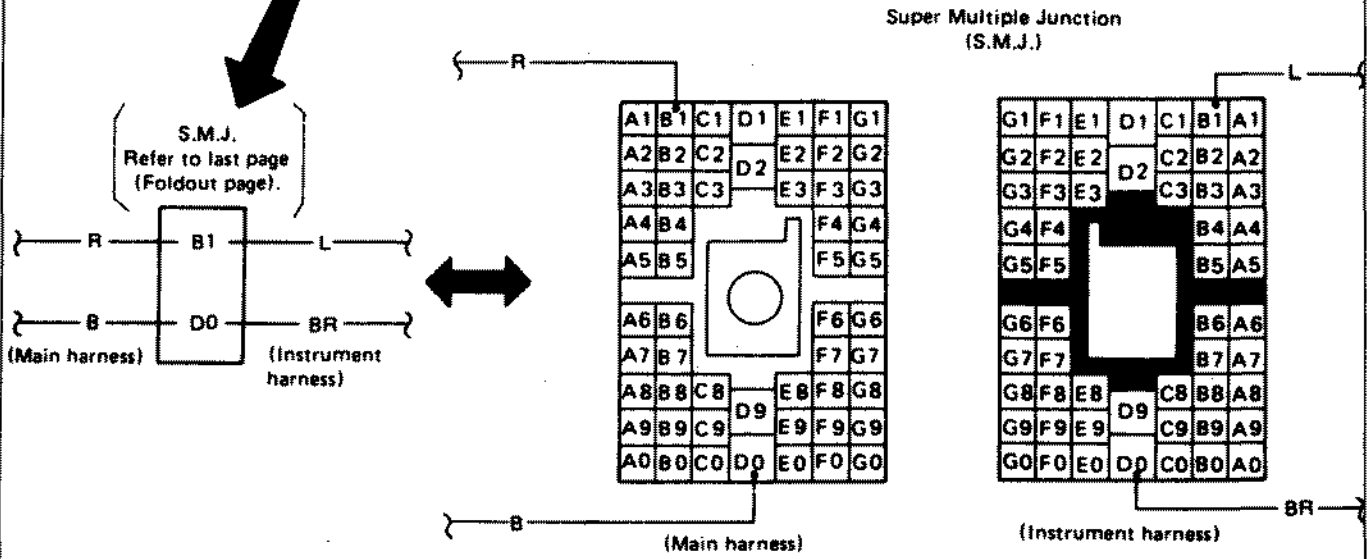 Super Multiple Junction
(S.M.J.)
R
L
S.M.J.
Refer to last page
(Foldout page).
R B1 L
B D0 BR
(Main harness) (Instrument
harness)
A1 B1 C1 D1 E1 F1 G1
A2 B2 C2 D2 E2 F2 G2
A3 B3 C3 E3 F3 G3
A4 B4 F4 G4
A5 B5 F5 G5
A6 B6 F6 G6
A7 B7 F7 G7
A8 B8 C8 E8 F8 G8
D9
A9 B9 C9 E9 F9 G9
A0 B0 C0 D0 E0 F0 G0
B
(Main harness)
G1 F1 E1 D1 C1 B1 A1
G2 F2 E2 D2 C2 B2 A2
G3 F3 E3 C3 B3 A3
G4 F4 B4 A4
G5 F5 B5 A5
G6 F6 B6 A6
G7 F7 B7 A7
G8 F8 E8 C8 B8 A8
D9
G9 F9 E9 C9 B9 A9
G0 F0 E0 D0 C0 B0 A0
BR
(Instrument harness)